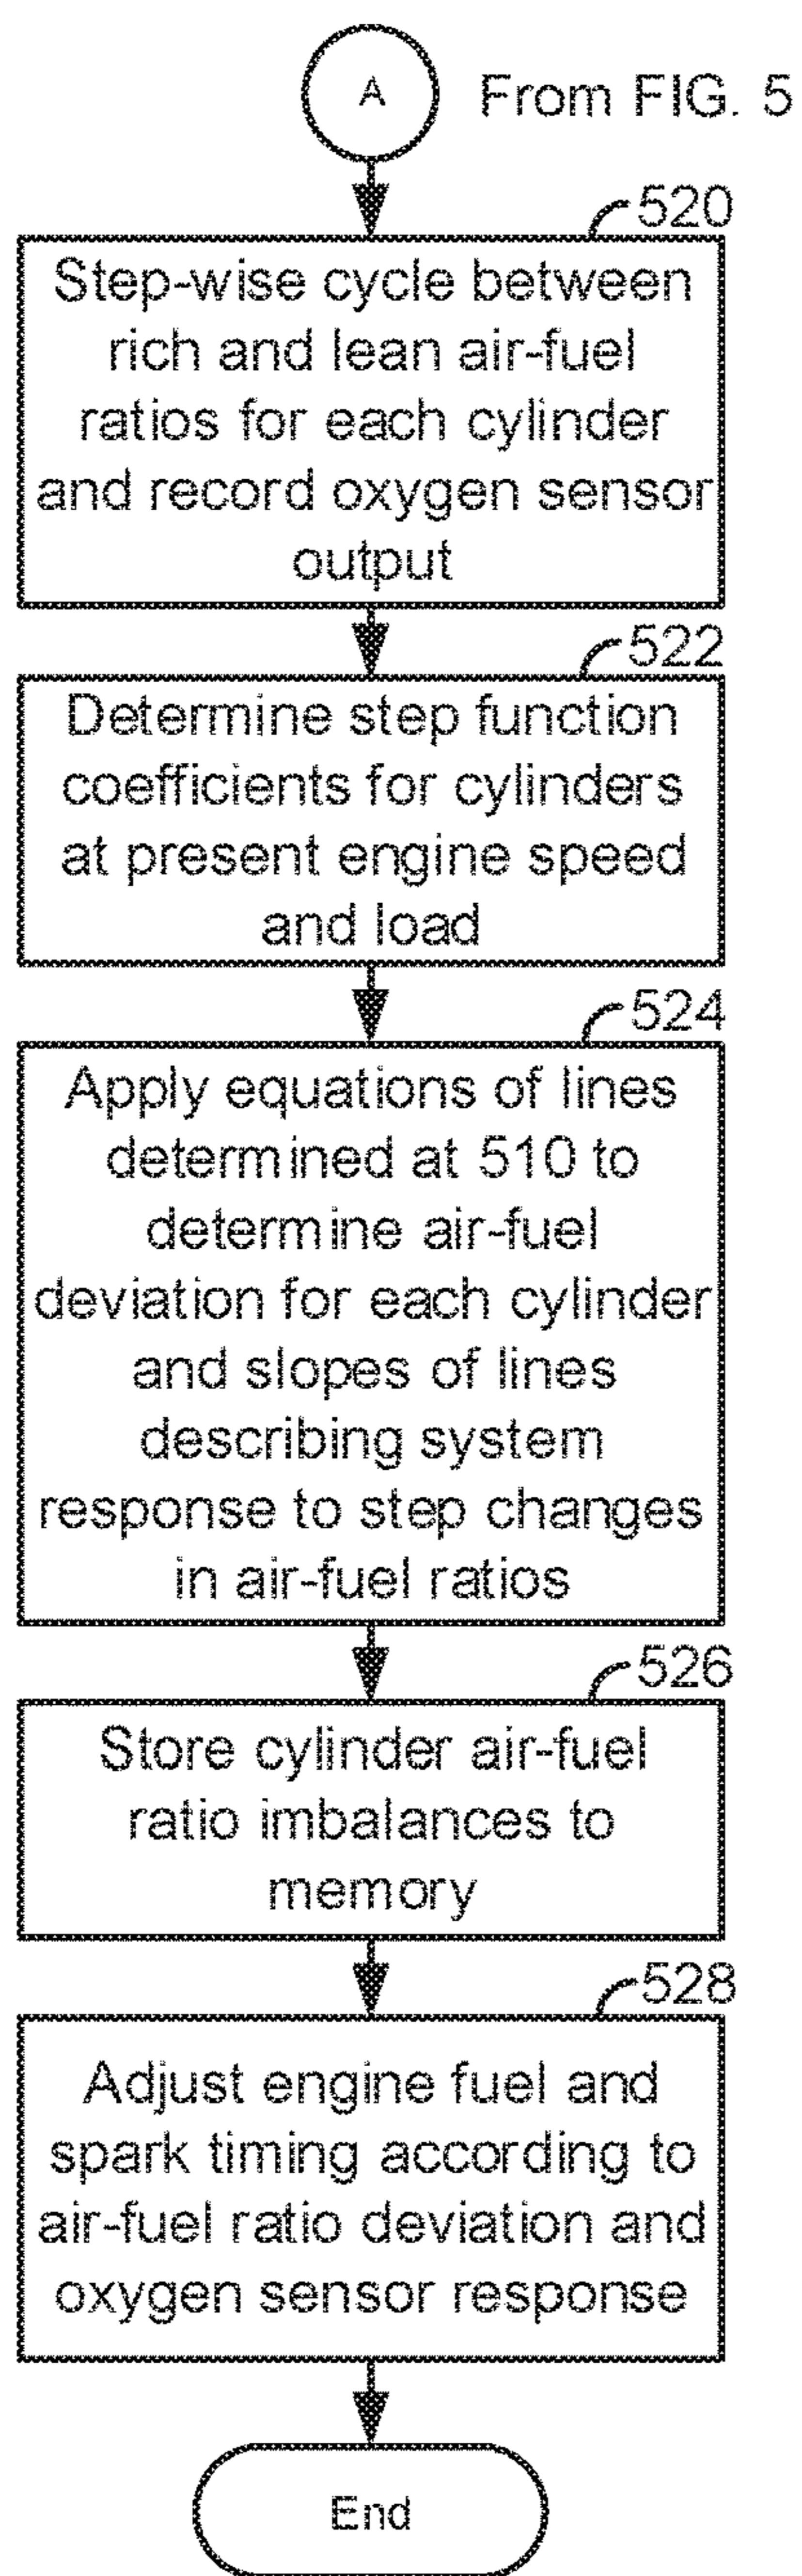 A
From FIG. 5
520
Step-wise cycle between
rich and lean air-fuel
ratios for each cylinder
and record oxygen sensor
output
522
Determine step function
coefficients for cylinders
at present engine speed
and load
524
Apply equations of lines
determined at 510 to
determine air-fuel
deviation for each cylinder
and slopes of lines
describing system
response to step changes
in air-fuel ratios
526
Store cylinder air-fuel
ratio imbalances to
memory
528
Adjust engine fuel and
spark timing according to
air-fuel ratio deviation and
oxygen sensor response
End